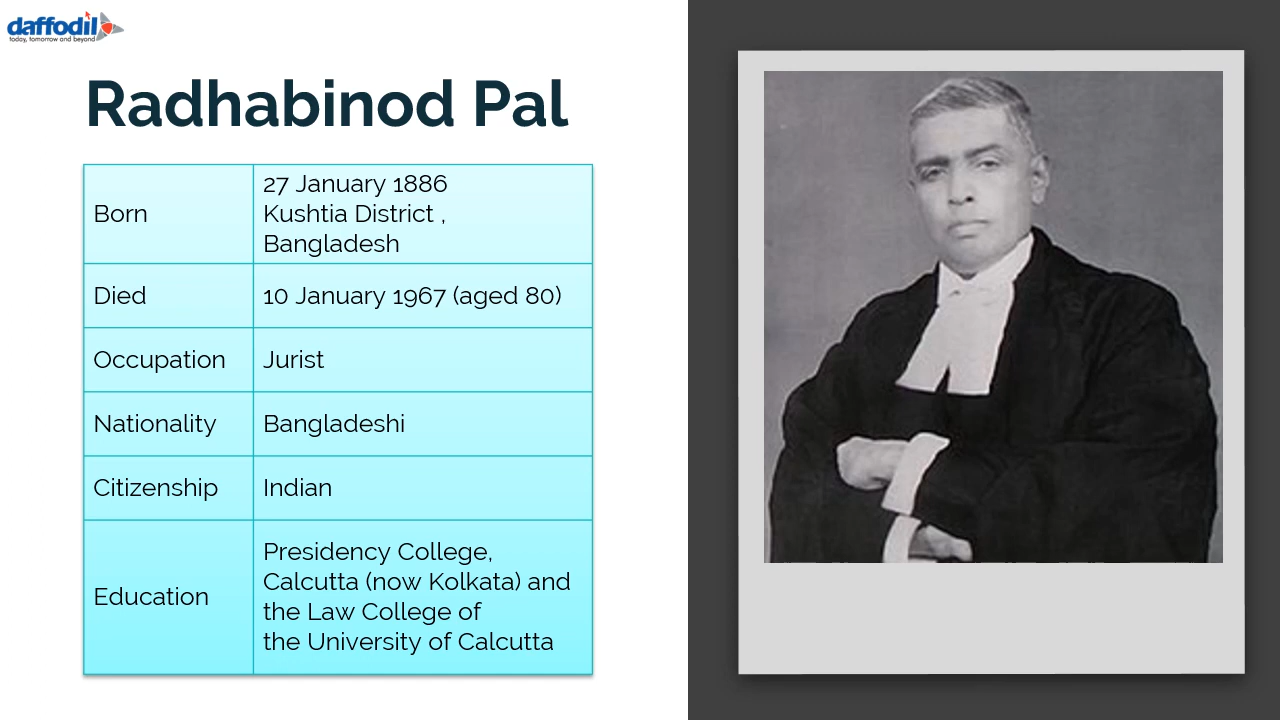 daffodil
today, tomorrow and beyond
Radhabinod Pal
Born
27 January 1886
Kushtia District ,
Bangladesh
Died
10 January 1967 (aged 80)
Occupation
Jurist
Nationality
Bangladeshi
Citizenship
Indian
Education
Presidency College,
Calcutta (now Kolkata) and
the Law College of
the University of Calcutta